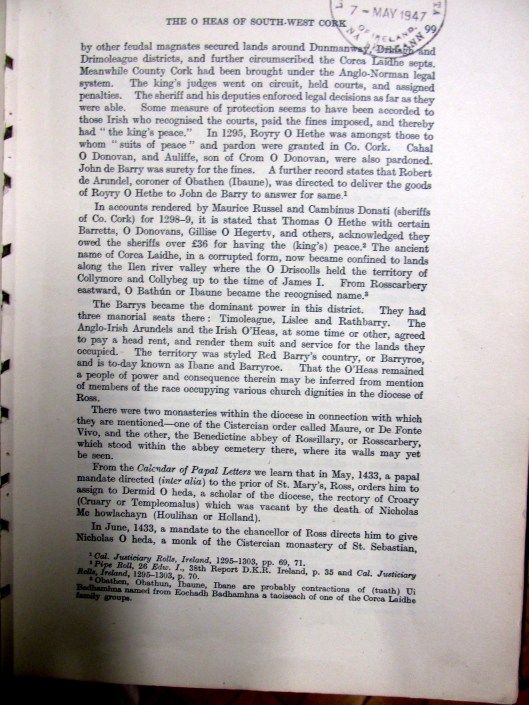 7 - MAY 1947
OF IRELAND
THE O HEAS OF SOUTH-WEST CORK
99
by other feudal magnates secured lands around Dunmanway, Drinagh and
Drimoleague districts, and further circumscribed the Corca Laidhe septs.
Meanwhile County Cork had been brought under the Anglo-Norman legal
system. The king's judges went on circuit, held courts, and assigned
penalties. The sheriff and his deputies enforced legal decisions as far as they
were able. Some measure of protection seems to have been accorded to
those Irish who recognised the courts, paid the fines imposed, and thereby
had " the king's peace." In 1295, Royry O Hethe was amongst those to
whom " suits of peace " and pardon were granted in Co. Cork. Cahal
O Donovan, and Auliffe, son of Crom O Donovan, were also pardoned.
John de Barry was surety for the fines. A further record states that Robert
de Arundel, coroner of Obathen (Ibaune), was directed to deliver the goods
of Royry O Hethe to John de Barry to answer for same.¹
In accounts rendered by Maurice Russel and Cambinus Donati (sheriffs
of Co. Cork) for 1298-9, it is stated that Thomas O Hethe with certain
Barretts, O Donovans, Gillise O Hegerty, and others, acknowledged they
owed the sheriffs over £36 for having the (king's) peace.² The ancient
name of Corca Laidhe, in a corrupted form, now became confined to lands
along the Ilen river valley where the O Driscolls held the territory of
Collymore and Collybeg up to the time of James I. From Rosscarbery
eastward, O Bathún or Ibaune became the recognised name.³
The Barrys became the dominant power in this district. They had
three manorial seats there : Timoleague, Lislee and Rathbarry. The
Anglo-Irish Arundels and the Irish O'Heas, at some time or other, agreed
to pay a head rent, and render them suit and service for the lands they
occupied. The territory was styled Red Barry's country, or Barryroe,
and is to-day known as Ibane and Barryroe. That the O'Heas remained
a people of power and consequence therein may be inferred from mention
of members of the race occupying various church dignities in the diocese of
Ross.
There were two monasteries within the diocese in connection with which
they are mentioned—one of the Cistercian order called Maure, or De Fonte
Vivo, and the other, the Benedictine abbey of Rosrillary, or Rosscarbery,
which stood within the abbey cemetery there, where its walls may yet
be seen.
From the Calendar of Papal Letters we learn that in May, 1433, a papal
mandate directed (inter alia) to the prior of St. Mary's, Ross, orders him to
assign to Dermid O heda, a scholar of the diocese, the rectory of Croary
(Cruary or Templeomalus) which was vacant by the death of Nicholas
Mc howlachayn (Houlihan or Holland).
In June, 1433, a mandate to the chancellor of Ross directs him to give
Nicholas O heda, a monk of the Cistercian monastery of St. Sebastian,
¹ Cal. Justiciary Rolls, Ireland, 1295-1303, pp. 69, 71.
² Pipe Roll, 26 Edw. I., 38th Report D.K.R. Ireland, p. 35 and Cal. Justiciary
Rolls, Ireland, 1295-1303, p. 70.
³ Obathen, Obathun, Ibaune, Ibane are probably contractions of (tuath) Ui
Badhamhna named from Eochadh Badhamhna a taoiseach of one of the Corca Laidhe
family groups.